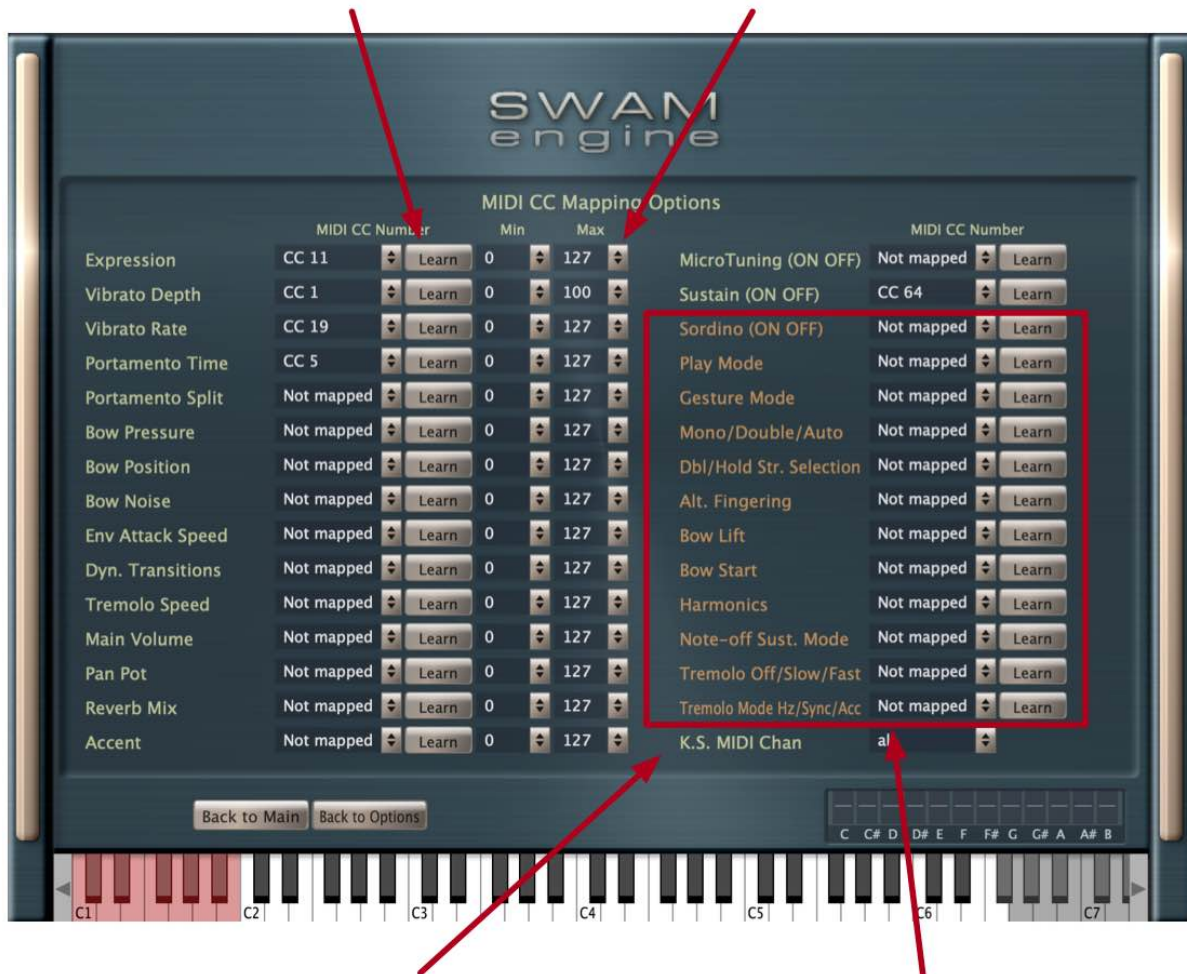 SWAM
engine
MIDI CC Mapping Options
MIDI CC Number Min Max MIDI CC Number
Expression CC 11 Learn 0 127 MicroTuning (ON OFF) Not mapped Learn
Vibrato Depth CC 1 Learn 0 100 Sustain (ON OFF) CC 64 Learn
Vibrato Rate CC 19 Learn 0 127 Sordino (ON OFF) Not mapped Learn
Portamento Time CC 5 Learn 0 127 Play Mode Not mapped Learn
Portamento Split Not mapped Learn 0 127 Gesture Mode Not mapped Learn
Bow Pressure Not mapped Learn 0 127 Mono/Double/Auto Not mapped Learn
Bow Position Not mapped Learn 0 127 Dbl/Hold Str. Selection Not mapped Learn
Bow Noise Not mapped Learn 0 127 Alt. Fingering Not mapped Learn
Env Attack Speed Not mapped Learn 0 127 Bow Lift Not mapped Learn
Dyn. Transitions Not mapped Learn 0 127 Bow Start Not mapped Learn
Tremolo Speed Not mapped Learn 0 127 Harmonics Not mapped Learn
Main Volume Not mapped Learn 0 127 Note-off Sust. Mode Not mapped Learn
Pan Pot Not mapped Learn 0 127 Tremolo Off/Slow/Fast Not mapped Learn
Reverb Mix Not mapped Learn 0 127 Tremolo Mode Hz/Sync/Acc Not mapped Learn
Accent Not mapped Learn 0 127 K.S. MIDI Chan
Back to Main Back to Options
C C# D D# E F F# G G# A A# B
C1 C2 C3 C4 C5 C6 C7